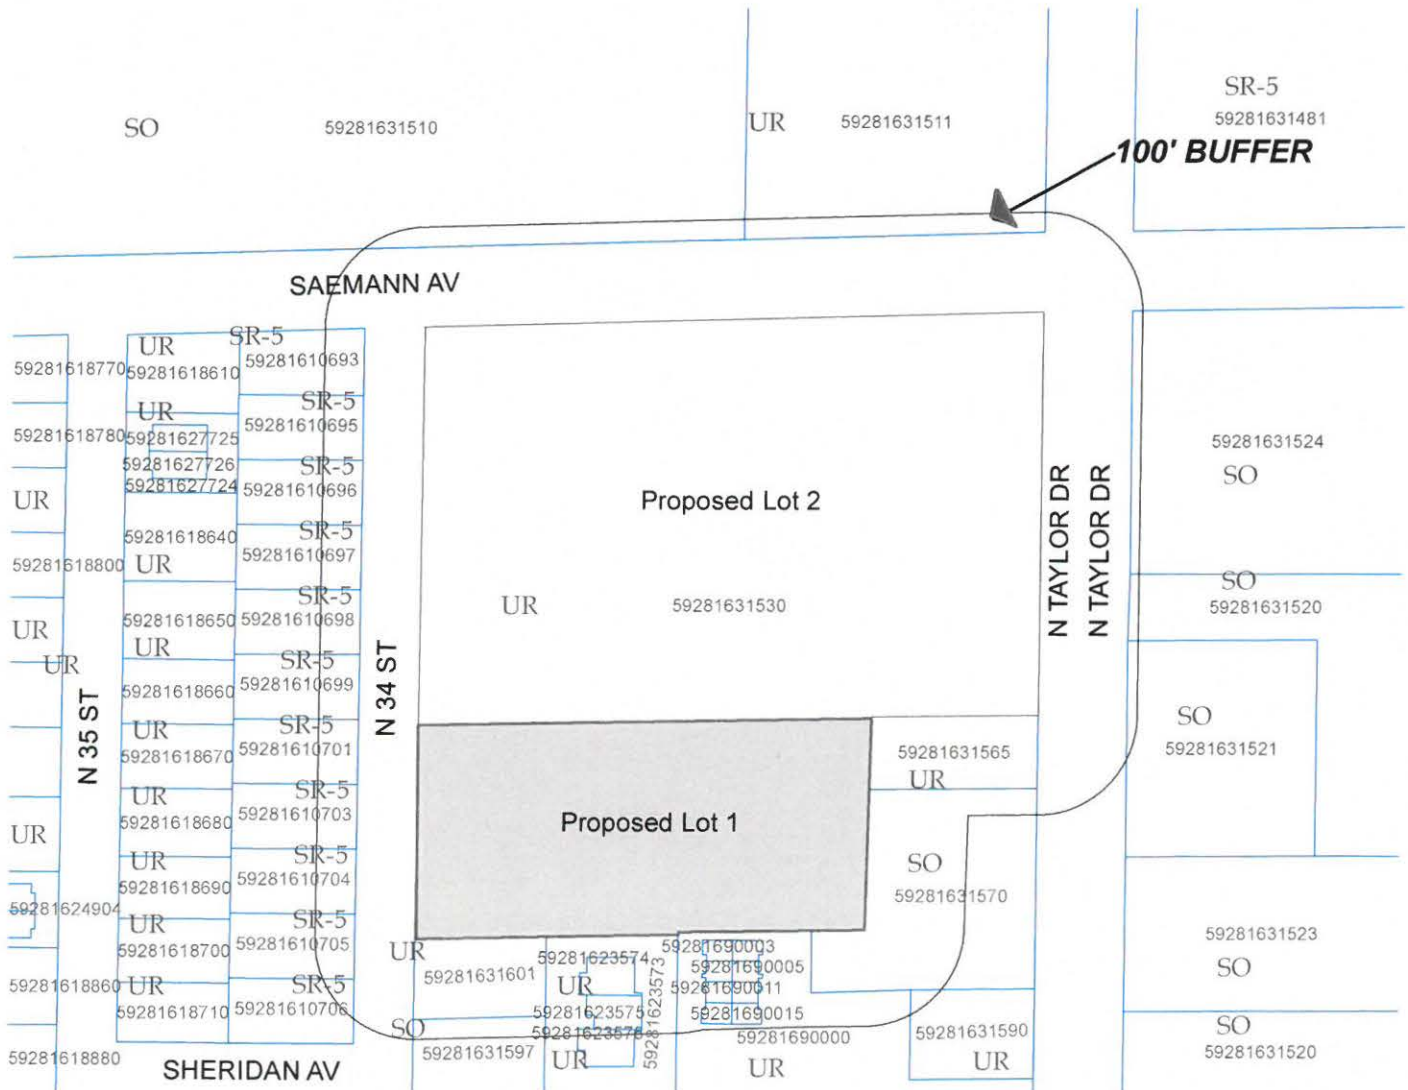 SR-5
59281631481
SO
59281631510
UR
59281631511
100' BUFFER
SAEMANN AV
SR-5
UR
59281610693
59281618770
59281618610
SR-5
UR
59281610695
59281618780
59281627725
SR-5
59281627726
59281610696
59281627724
UR
SR-5
59281618640
59281610697
UR
59281618800
SR-5
59281618650
59281610698
UR
UR
UR
SR-5
59281618660
59281610699
SR-5
UR
59281610701
59281618670
SR-5
UR
59281610703
59281618680
UR
SR-5
UR
59281610704
59281618690
59281624904
SR-5
UR
59281610705
59281618700
SR-5
UR
59281618860
59281610706
59281618710
59281618880
N 35 ST
N 34 ST
SHERIDAN AV
Proposed Lot 2
UR
59281631530
Proposed Lot 1
N TAYLOR DR
N TAYLOR DR
59281631565
UR
SO
59281631570
59281631524
SO
SO
59281631520
SO
59281631521
59281631523
SO
SO
59281631520
UR
59281631601
SO
59281631597
59281623574
UR
59281623575
59281623576
UR
59281623573
59281690003
59281690005
59281690011
59281690015
59281690000
UR
59281631590
UR